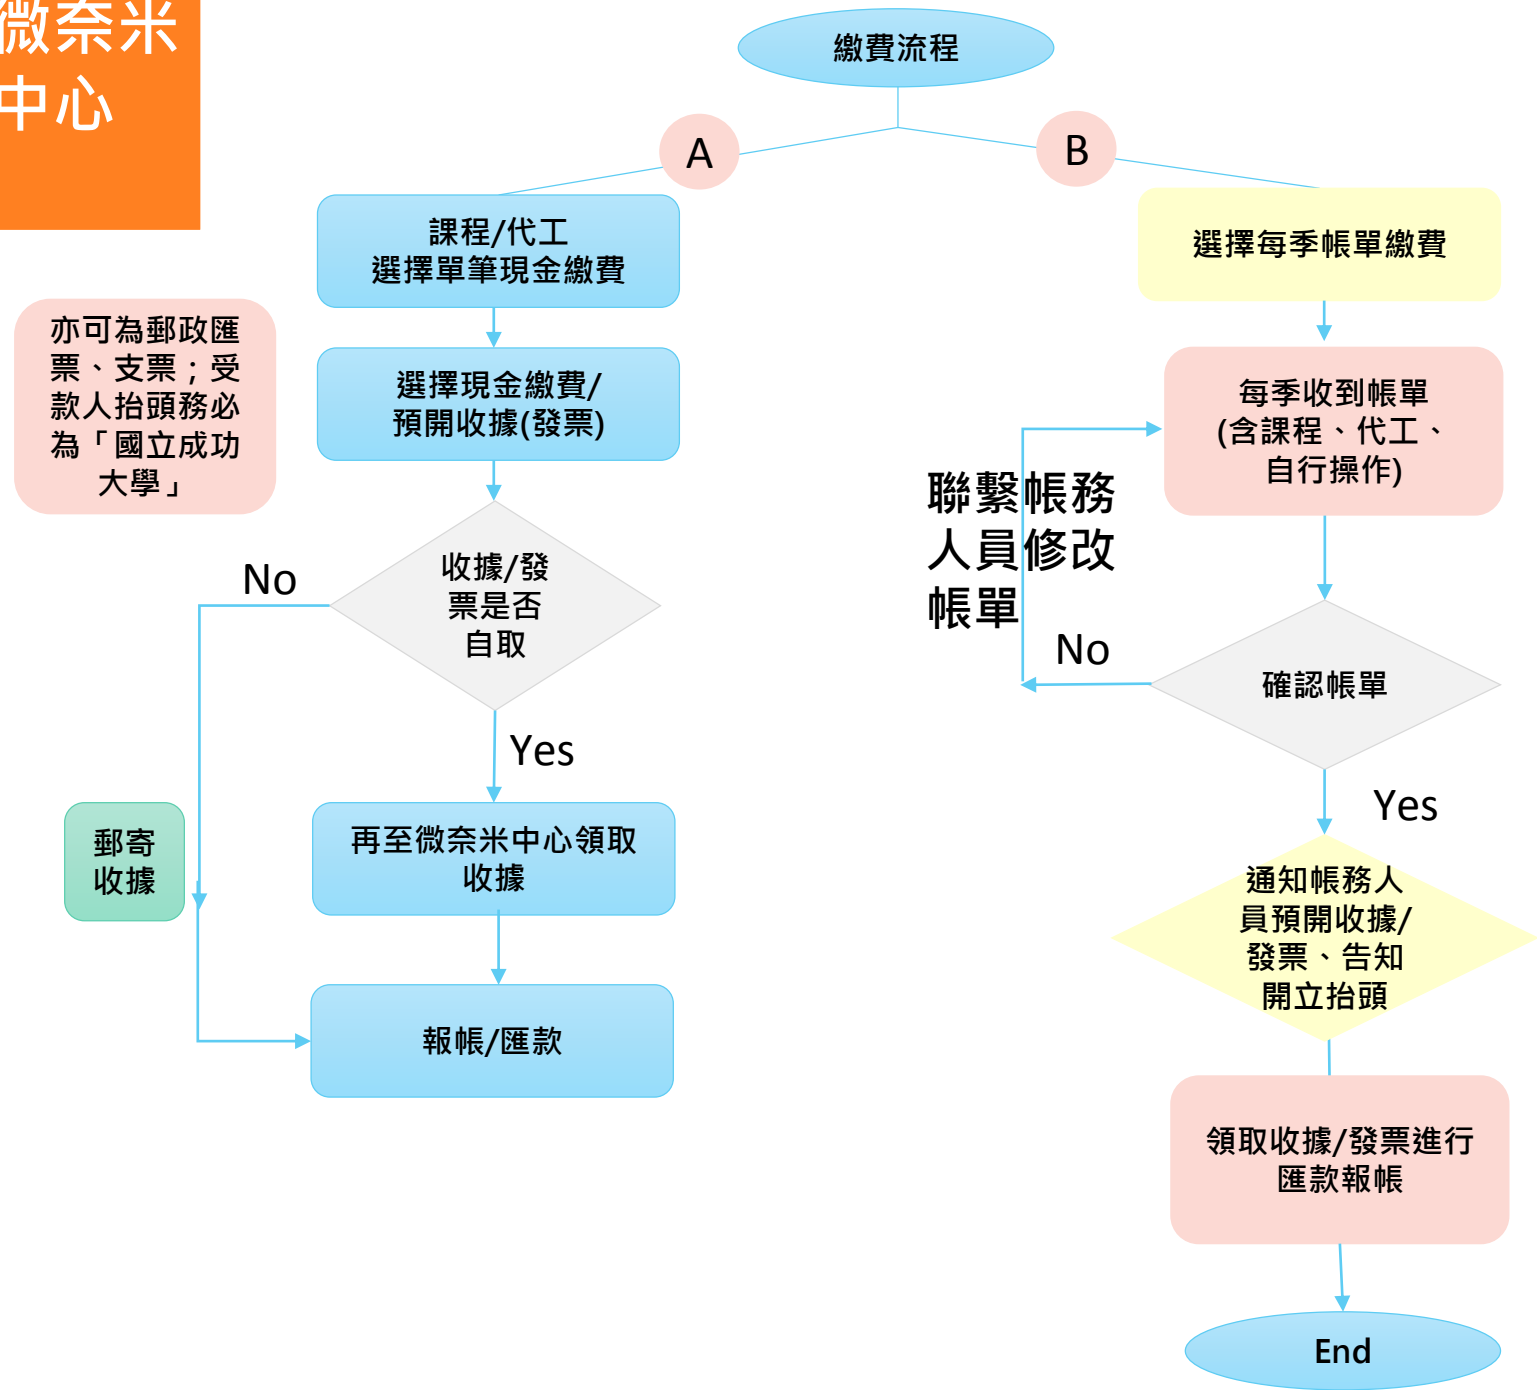 微奈米
中心
繳費流程
A
B
課程/代工
選擇單筆現金繳費
選擇每季帳單繳費
亦可為郵政匯
票、支票；受
款人抬頭務必
為「國立成功
大學」
選擇現金繳費/
預開收據(發票)
每季收到帳單
(含課程、代工、
自行操作)
聯繫帳務
人員修改
帳單
No
收據/發
票是否
自取
No
確認帳單
Yes
Yes
郵寄
收據
再至微奈米中心領取
收據
通知帳務人
員預開收據/
發票、告知
開立抬頭
報帳/匯款
領取收據/發票進行
匯款報帳
End